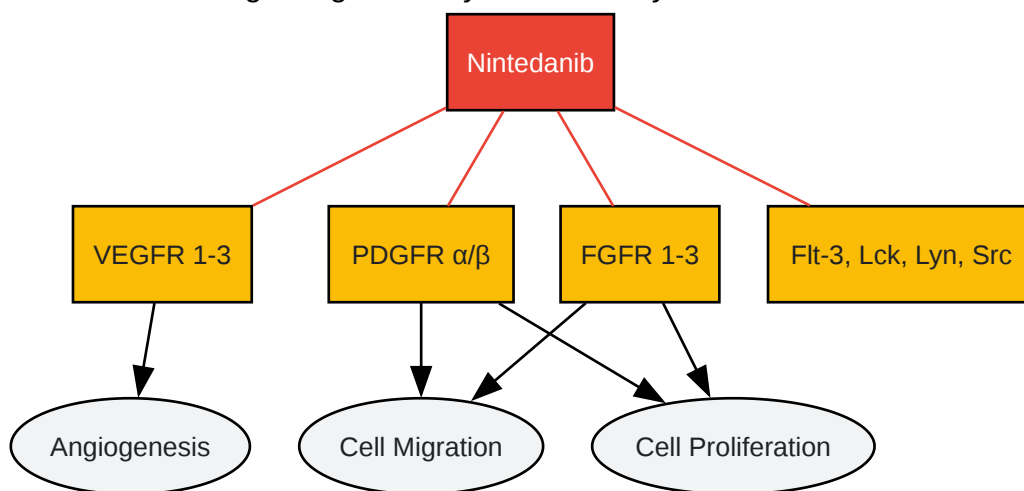 Nintedanib
VEGFR 1-3
PDGFR α/β
FGFR 1-3
Flt-3, Lck, Lyn, Src
Angiogenesis
Cell Migration
Cell Proliferation